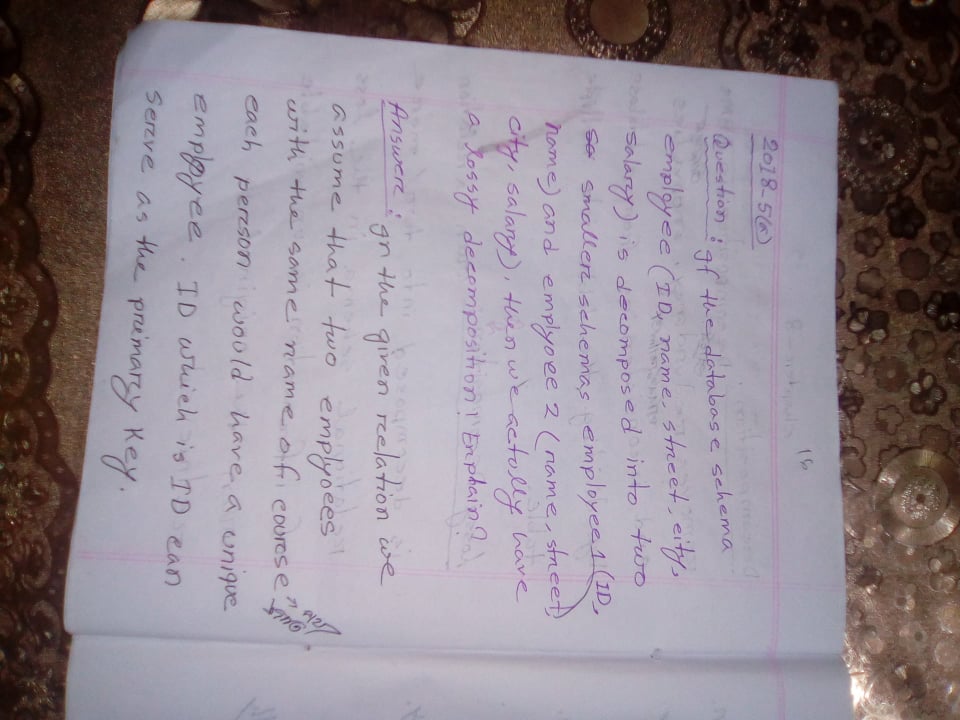 16
2018-5(a)
Question : If the database schema
employee (ID, name, street, city,
salary) is decomposed into two
smaller schemas employee 1 (ID,
name) and emplyoee 2 (name, street
city, salary), then we actolly have
a lossy decomposition! Explain?
Answer : In the given relation we
assume that two emplyoees
with the same name of course
each person would have a unique
employee. ID which is ID can
serve as the primary Key.